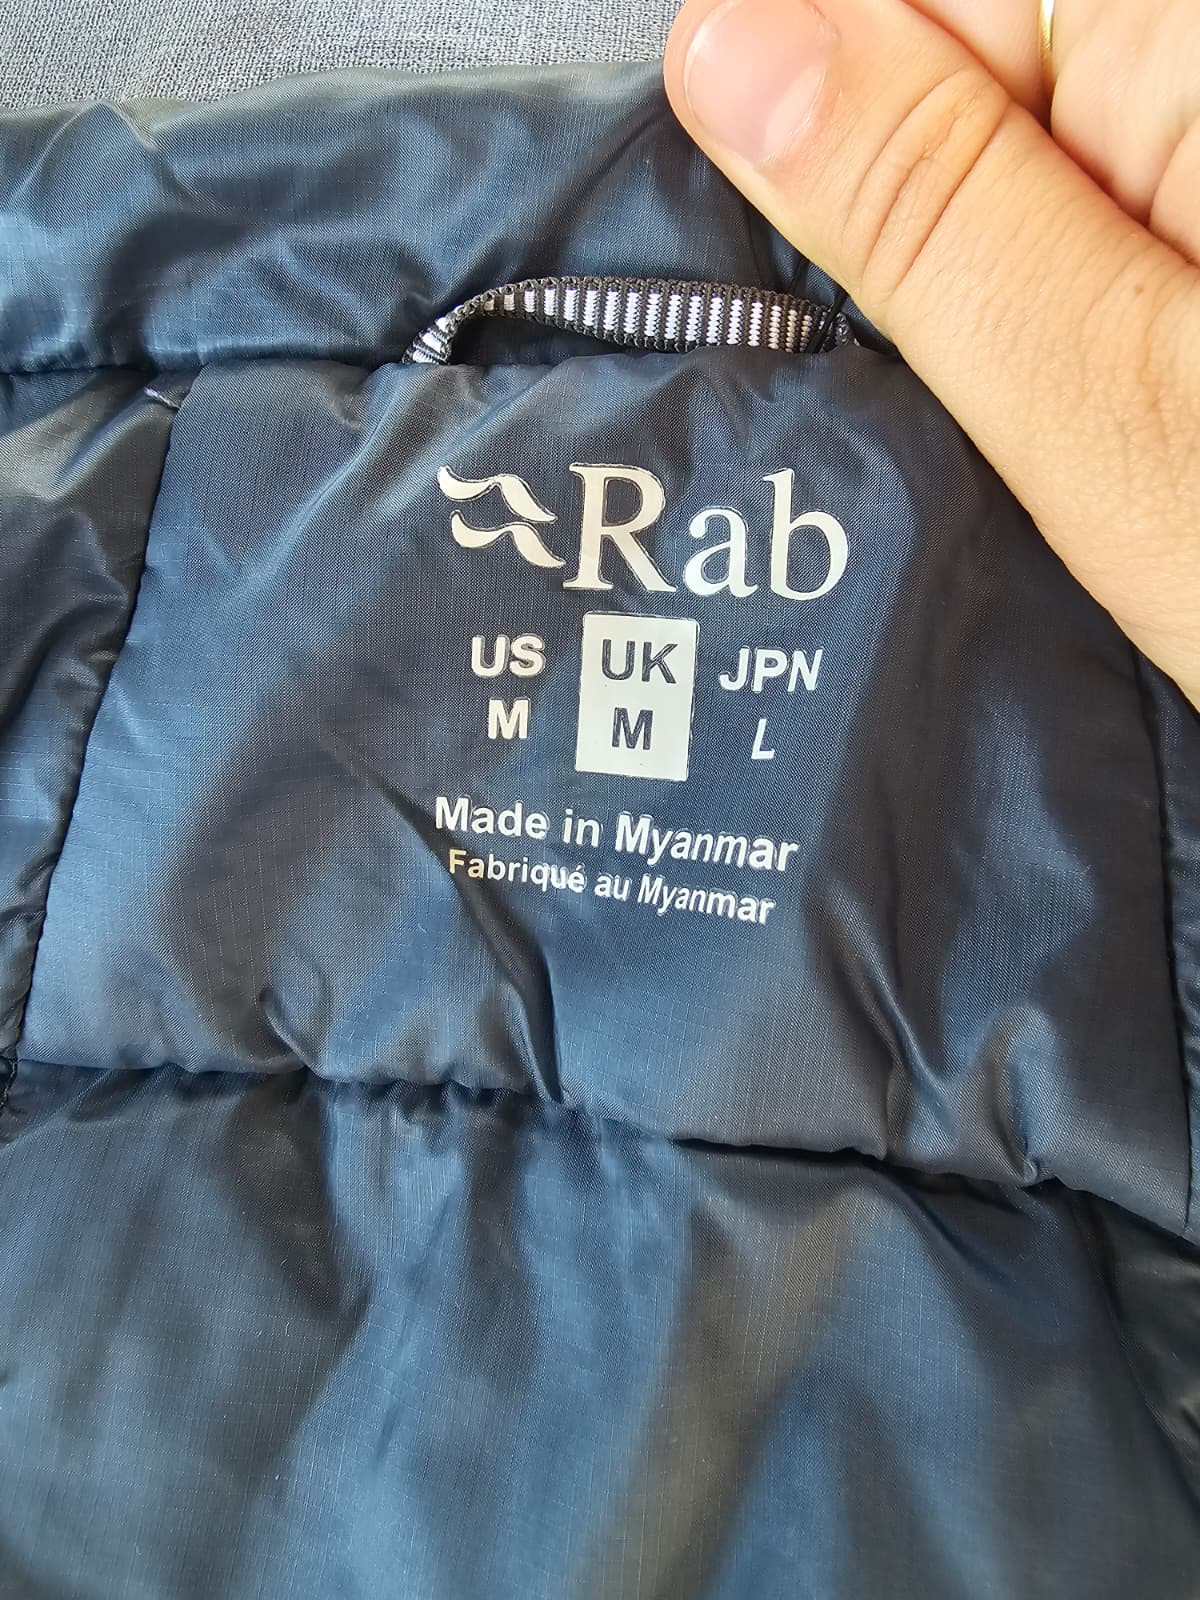 Rab
US UK JPN
M M L
Made in Myanmar
Fabriqué au Myanmar